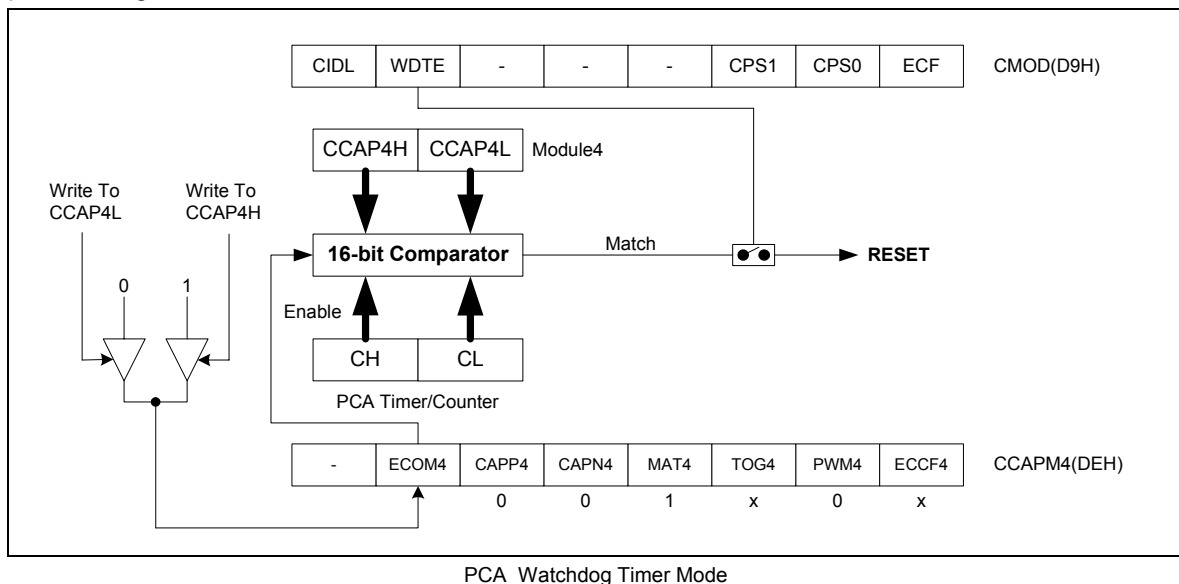 CIDL WDTE - - - CPS1 CPS0 ECF CMOD(D9H)
CCAP4H CCAP4L Module4
Write To
CCAP4L
Write To
CCAP4H
16-bit Comparator
Match
RESET
0 1
Enable
CH CL
PCA Timer/Counter
- ECOM4 CAPP4 CAPN4 MAT4 TOG4 PWM4 ECCF4 CCAPM4(DEH)
0 0 1 x 0 x
PCA Watchdog Timer Mode